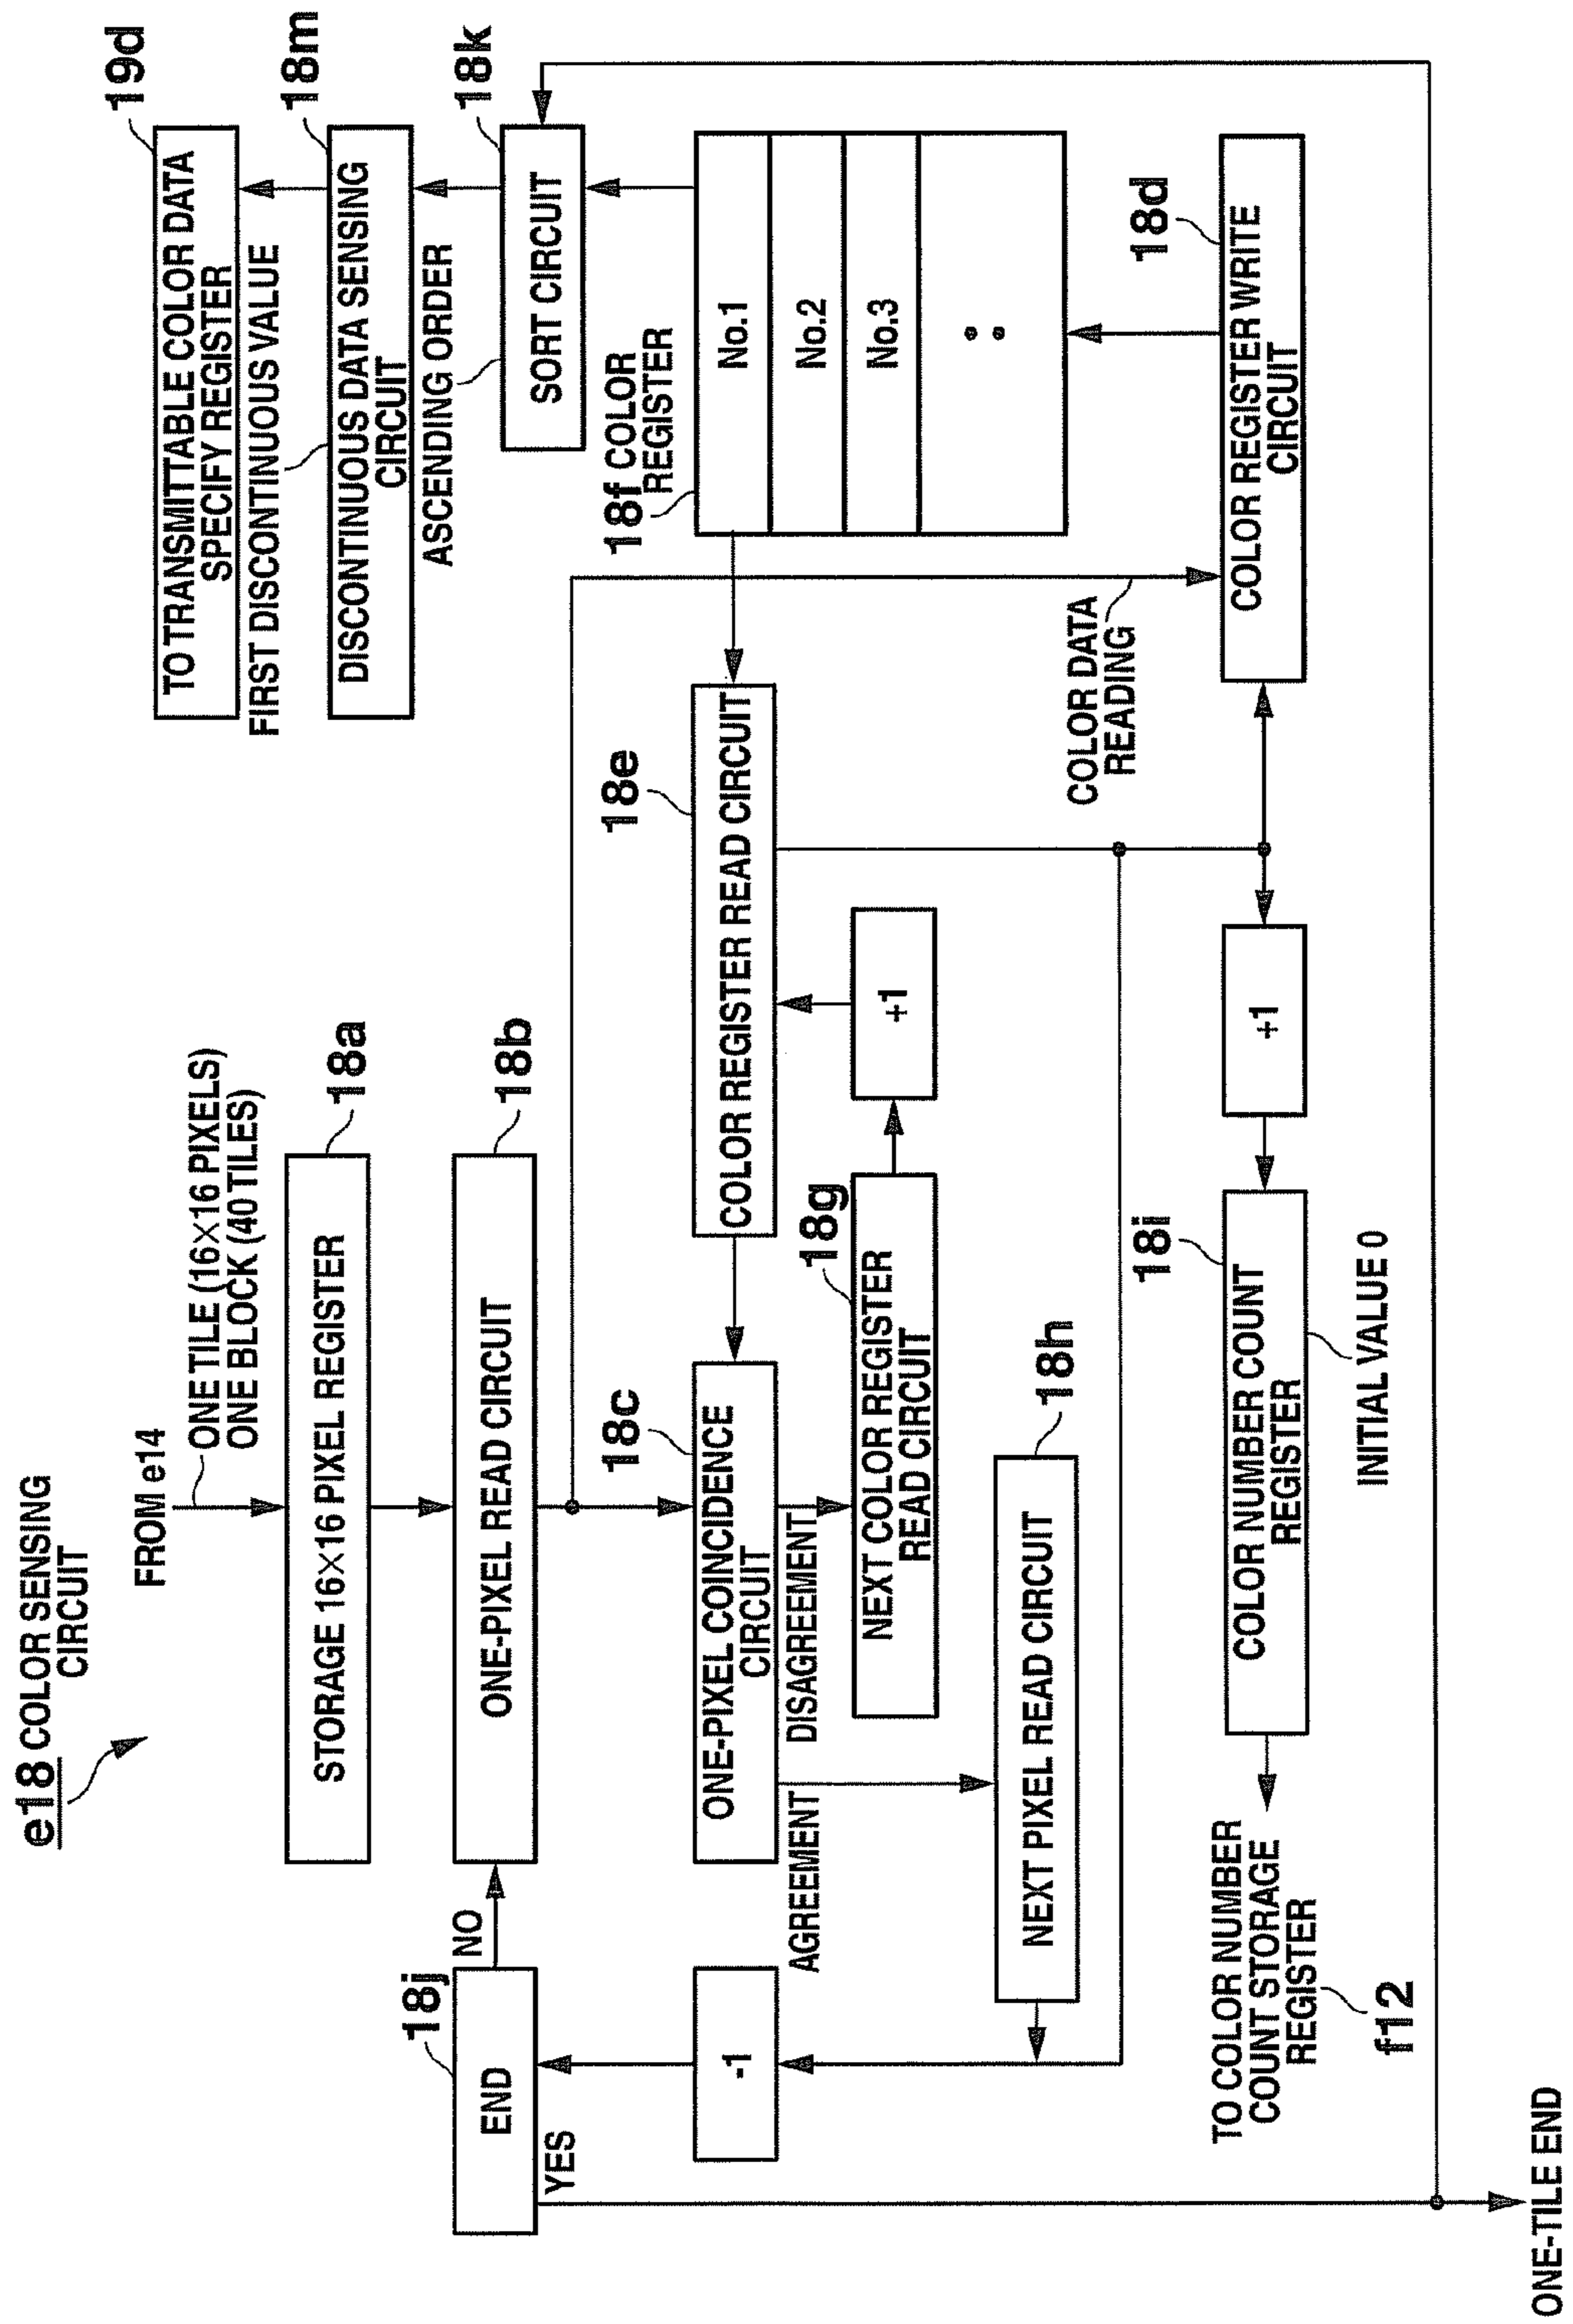 e18 COLOR SENSING
CIRCUIT
FROM e14
ONE TILE (16×16 PIXELS)
ONE BLOCK (40 TILES)
18a
STORAGE 16×16 PIXEL REGISTER
18b
ONE-PIXEL READ CIRCUIT
18j
END
NO
YES
18c
ONE-PIXEL COINCIDENCE
CIRCUIT
AGREEMENT
DISAGREEMENT
-1
18g
NEXT COLOR REGISTER
READ CIRCUIT
+1
18h
NEXT PIXEL READ CIRCUIT
18e
COLOR REGISTER READ CIRCUIT
18f COLOR
REGISTER
No.1
No.2
No.3
19d
TO TRANSMITTABLE COLOR DATA
SPECIFY REGISTER
FIRST DISCONTINUOUS VALUE
18m
DISCONTINUOUS DATA SENSING
CIRCUIT
ASCENDING ORDER
18k
SORT CIRCUIT
COLOR DATA
READING
18d
COLOR REGISTER WRITE
CIRCUIT
+1
18i
COLOR NUMBER COUNT
REGISTER
INITIAL VALUE 0
TO COLOR NUMBER
COUNT STORAGE
REGISTER
f12
ONE-TILE END